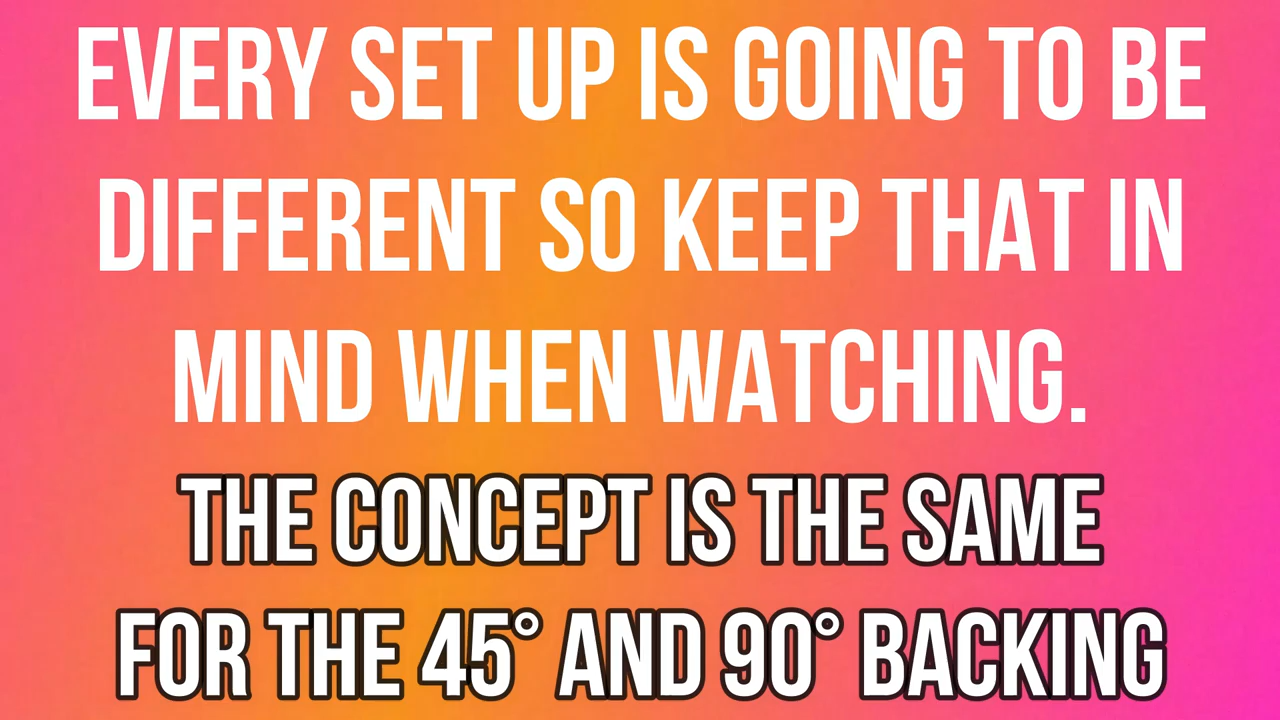 EVERY SET UP IS GOING TO BE
DIFFERENT SO KEEP THAT IN
MIND WHEN WATCHING.
THE CONCEPT IS THE SAME
FOR THE 45° AND 90° BACKING